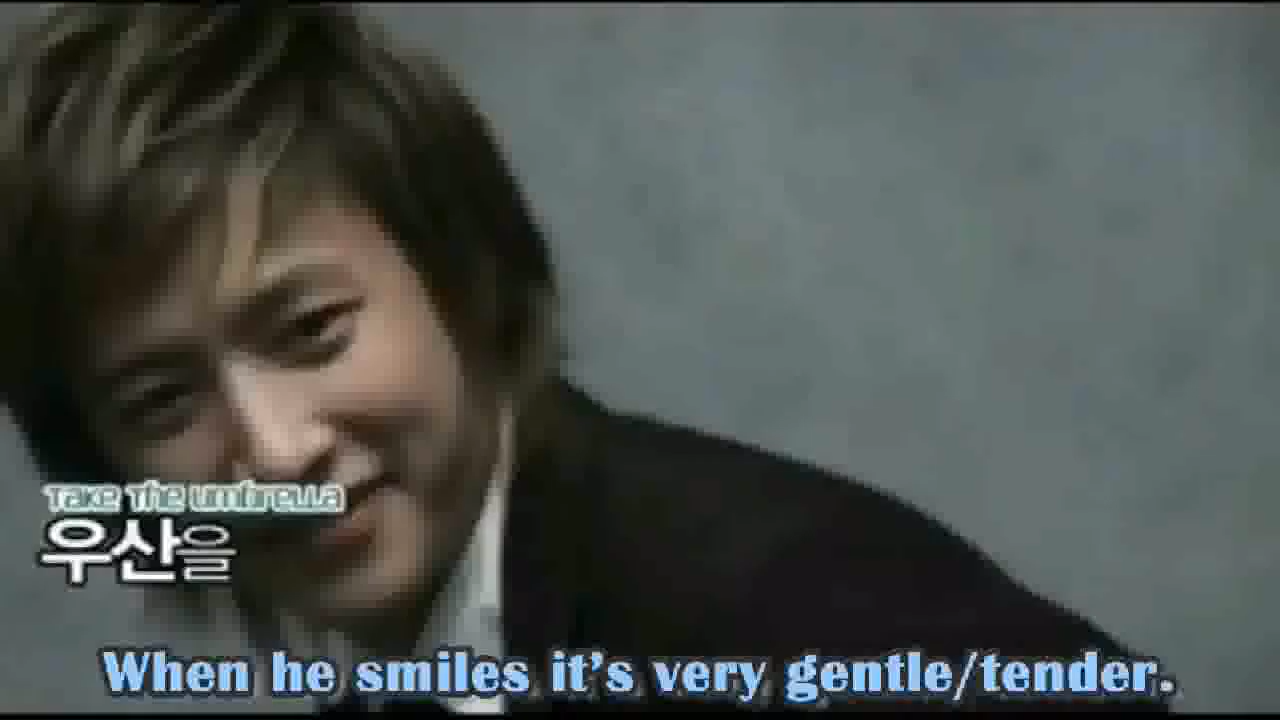 Take The Umbrella
우산을
When he smiles it's very gentle/tender.